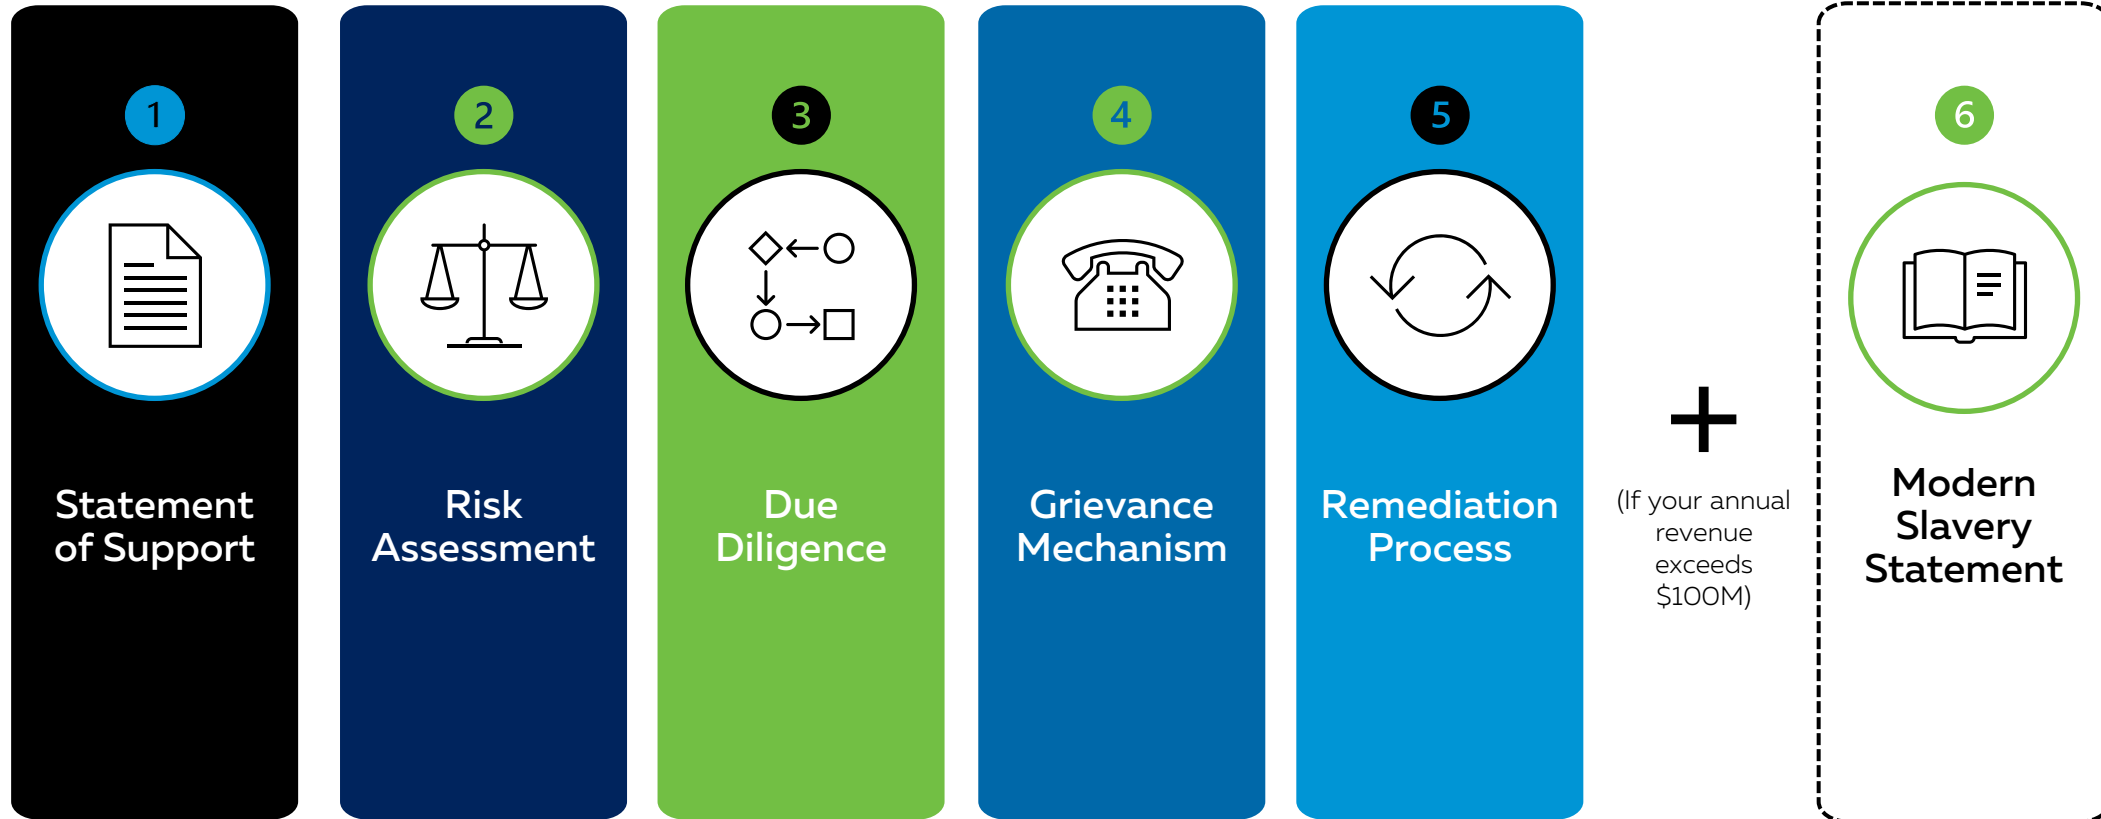 1
Statement
of Support
2
Risk
Assessment
3
Due
Diligence
4
Grievance
Mechanism
5
Remediation
Process
(If your annual
revenue
exceeds
$100M)
6
Modern
Slavery
Statement